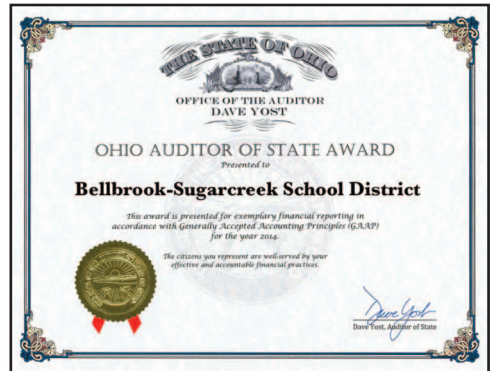 THE STATE OF OHIO
OFFICE OF THE AUDITOR
DAVE YOST
OHIO AUDITOR OF STATE AWARD
Presented to
Bellbrook-Sugarcreek School District
This award is presented for exemplary financial reporting in
accordance with Generally Accepted Accounting Principles (GAAP)
for the year 2014.
The citizens you represent are well-served by your
effective and accountable financial practices.
Dave Yost
Dave Yost, Auditor of State